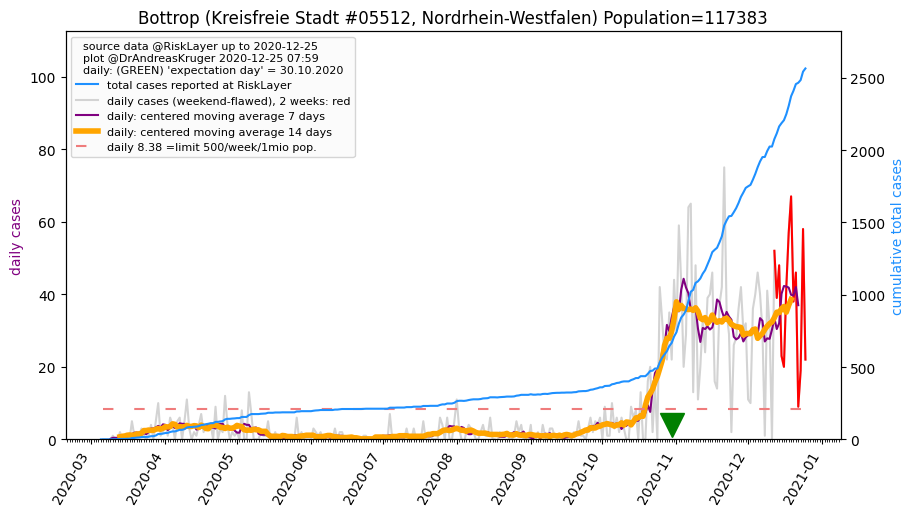 Bottrop (Kreisfreie Stadt #05512, Nordrhein-Westfalen) Population=117383
source data @RiskLayer up to 2020-12-25
plot @DrAndreasKruger 2020-12-25 07:59
daily: (GREEN) 'expectation day' = 30.10.2020
total cases reported at RiskLayer
daily cases (weekend-flawed), 2 weeks: red
daily: centered moving average 7 days
daily: centered moving average 14 days
daily 8.38 =limit 500/week/1mio pop.
daily cases
100
80
60
40
20
0
cumulative total cases
2500
2000
1500
1000
500
0
2020-03
2020-04
2020-05
2020-06
2020-07
2020-08
2020-09
2020-10
2020-11
2020-12
2021-01